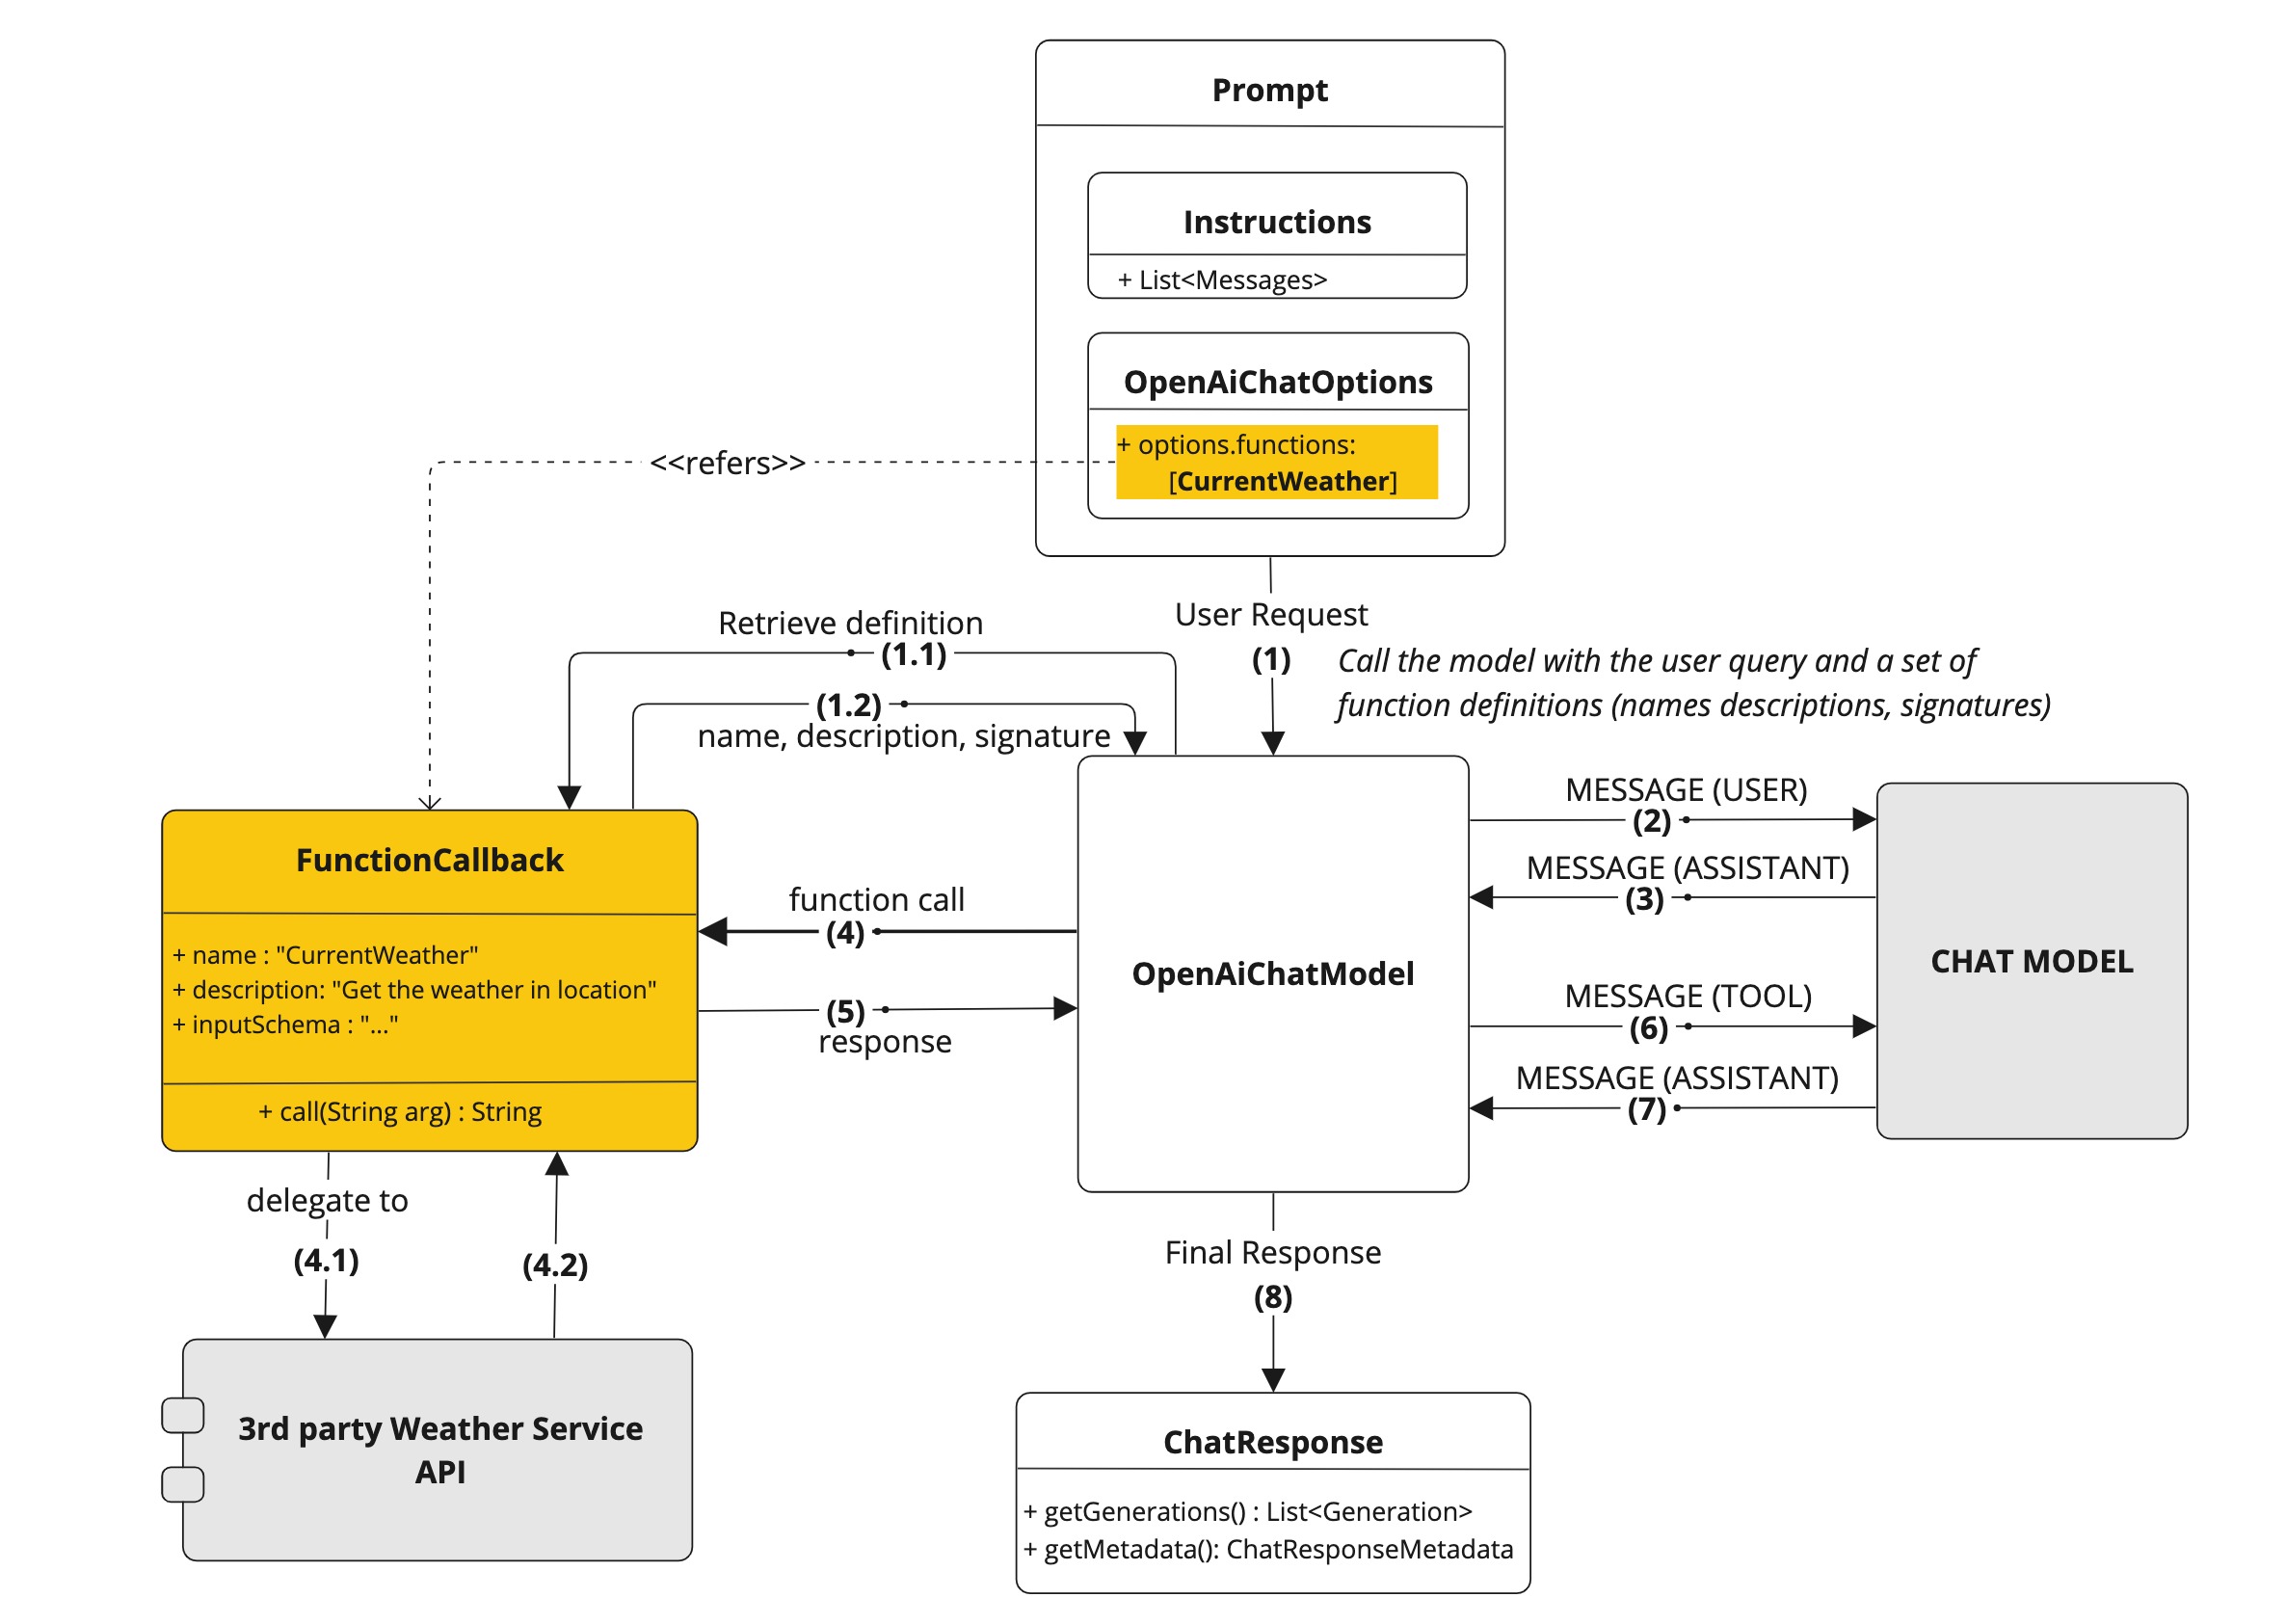 Prompt
Instructions
+ List<Messages>
OpenAiChatOptions
+ options.functions:
[CurrentWeather]
<<refers>>
User Request
(1)
Call the model with the user query and a set of
function definitions (names descriptions, signatures)
Retrieve definition
(1.1)
(1.2)
name, description, signature
FunctionCallback
+ name : "CurrentWeather"
+ description: "Get the weather in location"
+ inputSchema : "..."
+ call(String arg) : String
function call
(4)
(5)
response
OpenAiChatModel
MESSAGE (USER)
(2)
MESSAGE (ASSISTANT)
(3)
MESSAGE (TOOL)
(6)
MESSAGE (ASSISTANT)
(7)
CHAT MODEL
delegate to
(4.1)
(4.2)
3rd party Weather Service
API
Final Response
(8)
ChatResponse
+ getGenerations() : List<Generation>
+ getMetadata(): ChatResponseMetadata